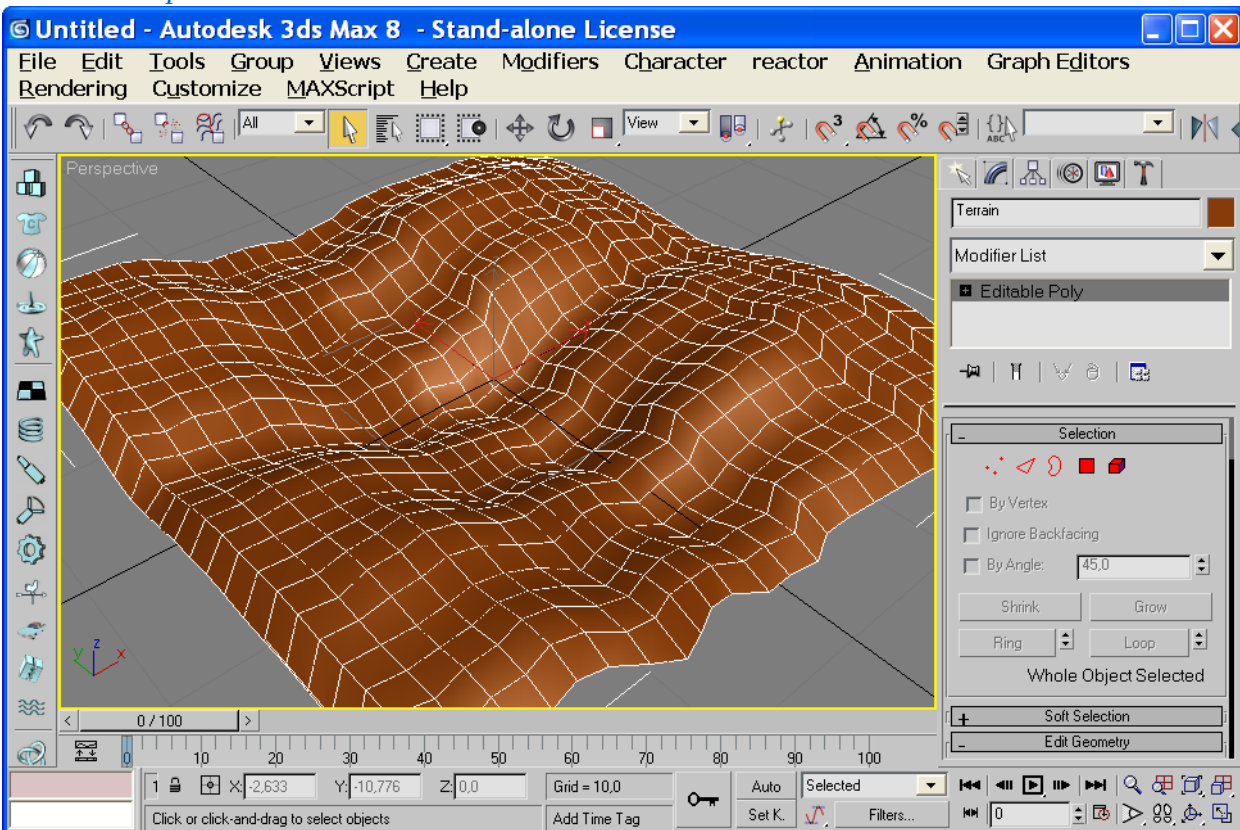 Untitled - Autodesk 3ds Max 8 - Stand-alone License
File Edit Tools Group Views Create Modifiers Character reactor Animation Graph Editors
Rendering Customize MAXScript Help
All View
Perspective
Terrain
Modifier List
Editable Poly
Selection
By Vertex
Ignore Backfacing
By Angle: 45,0
Shrink Grow
Ring Loop
Whole Object Selected
Soft Selection
Edit Geometry
y z x
0 / 100
0 10 20 30 40 50 60 70 80 90 100
1 X: -2,633 Y: -10,776 Z: 0,0 Grid = 10,0 Auto Selected
Click or click-and-drag to select objects Add Time Tag Set K. Filters... 0